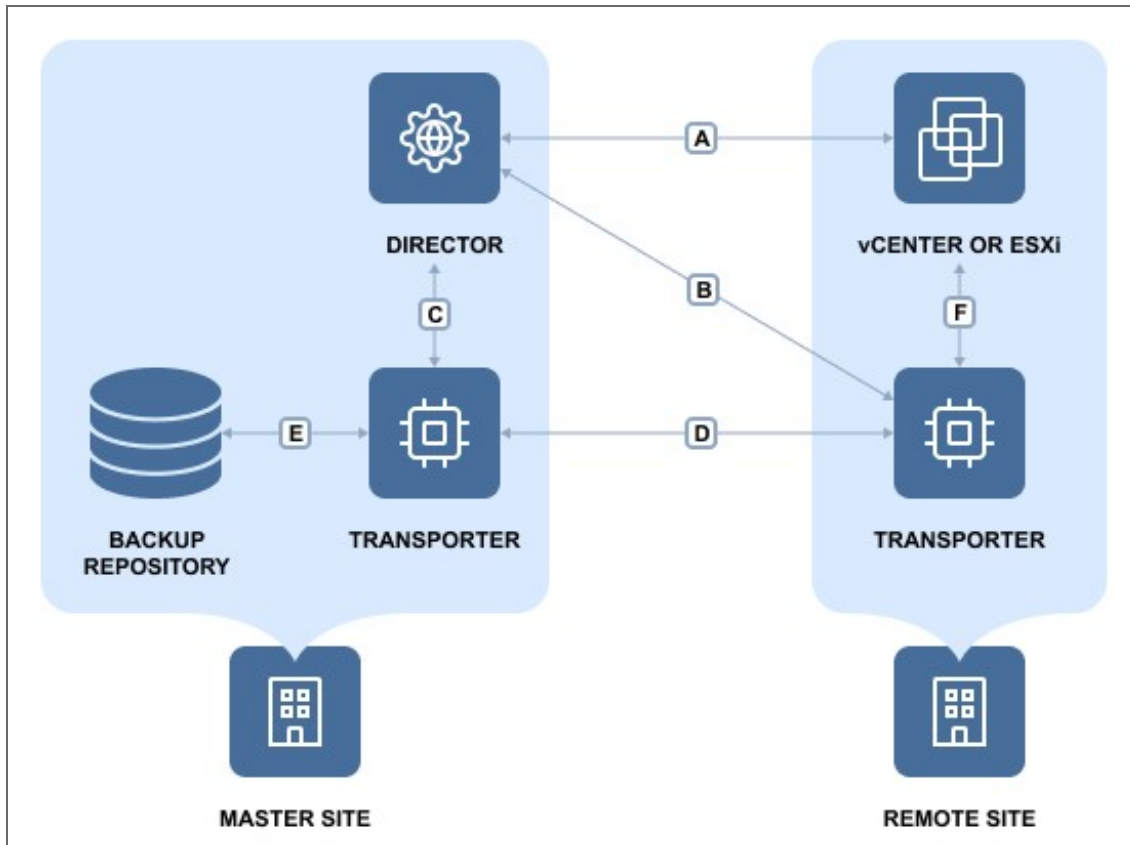 A
DIRECTOR
vCENTER OR ESXi
B
C
F
E
D
BACKUP
REPOSITORY
TRANSPORTER
TRANSPORTER
MASTER SITE
REMOTE SITE